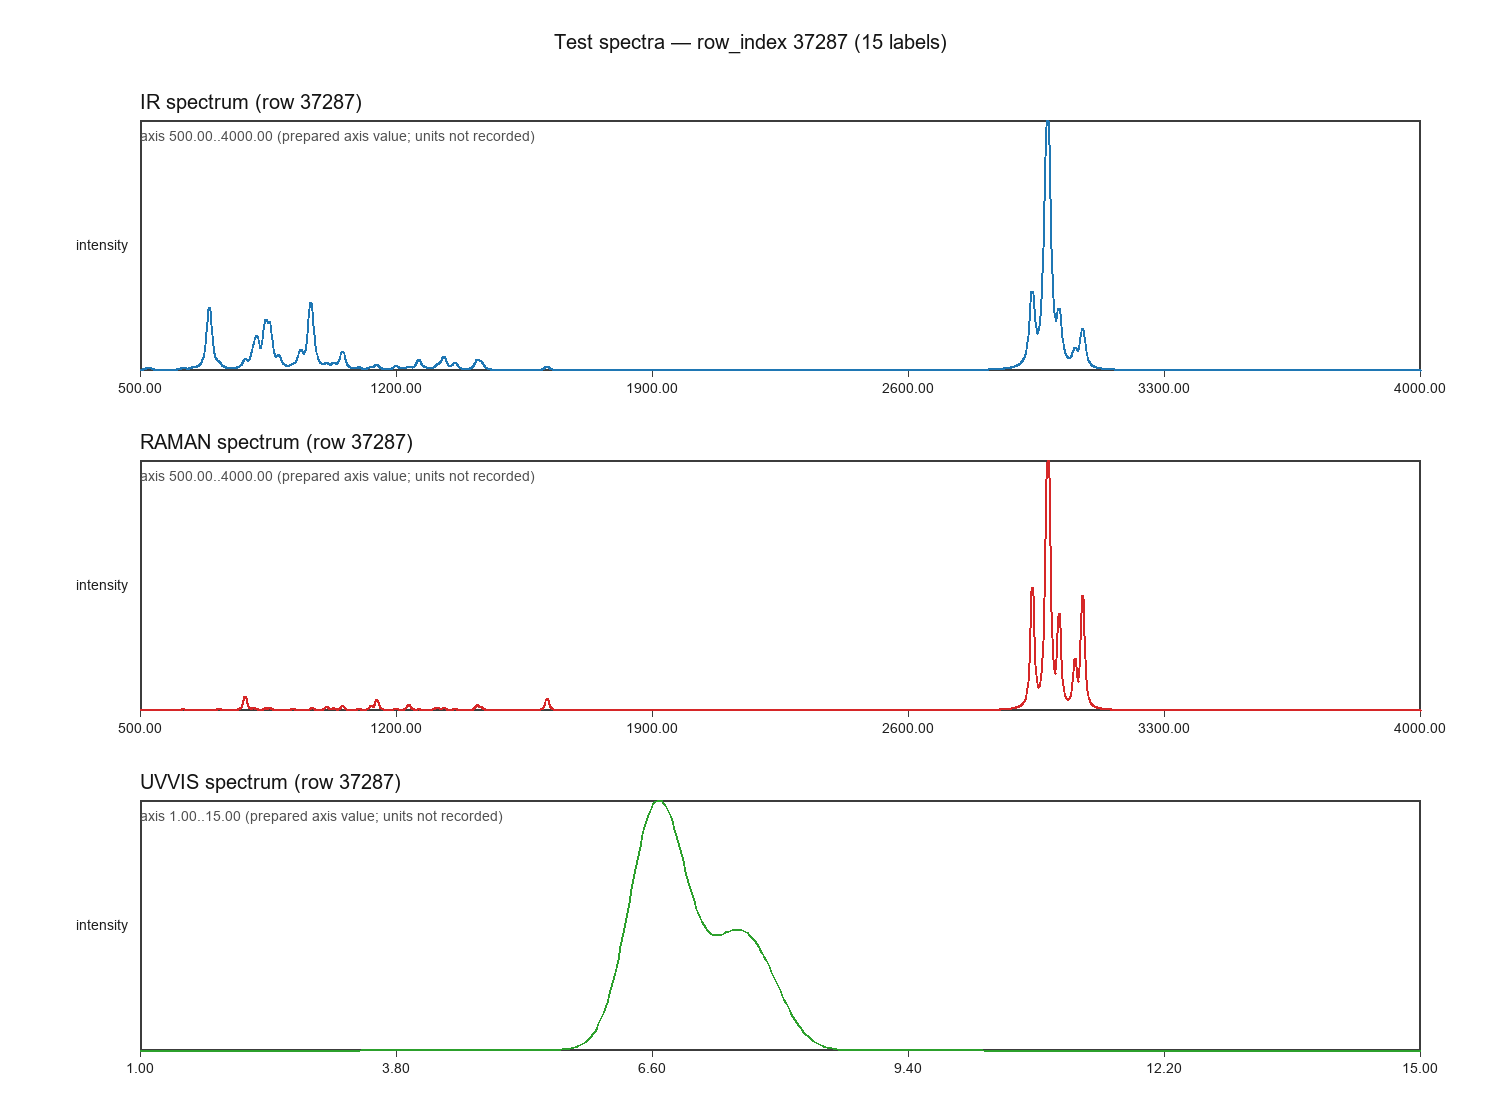 Test spectra — row_index 37287 (15 labels)
IR spectrum (row 37287)
axis 500.00..4000.00 (prepared axis value; units not recorded)
intensity
500.00 1200.00 1900.00 2600.00 3300.00 4000.00
RAMAN spectrum (row 37287)
axis 500.00..4000.00 (prepared axis value; units not recorded)
intensity
500.00 1200.00 1900.00 2600.00 3300.00 4000.00
UVVIS spectrum (row 37287)
axis 1.00..15.00 (prepared axis value; units not recorded)
intensity
1.00 3.80 6.60 9.40 12.20 15.00